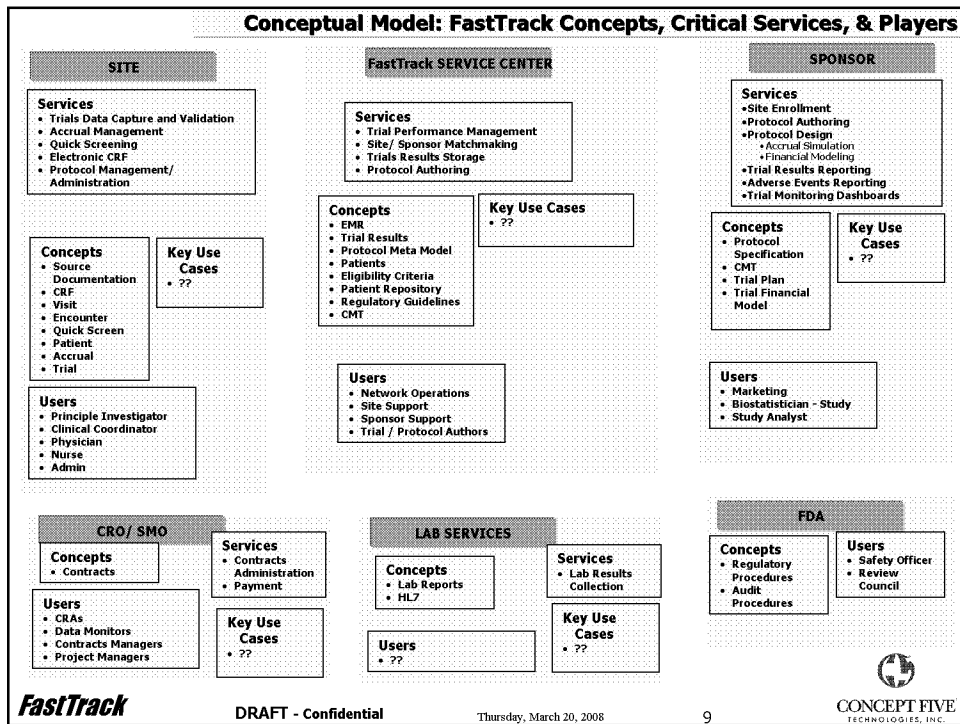 Conceptual Model: FastTrack Concepts, Critical Services, & Players
SITE
Services
• Trials Data Capture and Validation
• Accrual Management
• Quick Screening
• Electronic CRF
• Protocol Management/
Administration
Concepts
• Source
Documentation
• CRF
• Visit
• Encounter
• Quick Screen
• Patient
• Accrual
• Trial
Key Use
Cases
• ??
Users
• Principle Investigator
• Clinical Coordinator
• Physician
• Nurse
• Admin
FastTrack SERVICE CENTER
Services
• Trial Performance Management
• Site/ Sponsor Matchmaking
• Trials Results Storage
• Protocol Authoring
Concepts
• EMR
• Trial Results
• Protocol Meta Model
• Patients
• Eligibility Criteria
• Patient Repository
• Regulatory Guidelines
• CMT
Key Use Cases
• ??
Users
• Network Operations
• Site Support
• Sponsor Support
• Trial / Protocol Authors
SPONSOR
Services
•Site Enrollment
•Protocol Authoring
•Protocol Design
•Accrual Simulation
•Financial Modeling
•Trial Results Reporting
•Adverse Events Reporting
•Trial Monitoring Dashboards
Concepts
• Protocol
Specification
• CMT
• Trial Plan
• Trial Financial
Model
Key Use
Cases
• ??
Users
• Marketing
• Biostatistician - Study
• Study Analyst
CRO/ SMO
Concepts
• Contracts
Services
• Contracts
Administration
• Payment
Users
• CRAs
• Data Monitors
• Contracts Managers
• Project Managers
Key Use
Cases
• ??
LAB SERVICES
Concepts
• Lab Reports
• HL7
Services
• Lab Results
Collection
Users
• ??
Key Use
Cases
• ??
FDA
Concepts
• Regulatory
Procedures
• Audit
Procedures
Users
• Safety Officer
• Review
Council
FastTrack
DRAFT - Confidential
Thursday, March 20, 2008
9
CONCEPT FIVE
TECHNOLOGIES, INC.